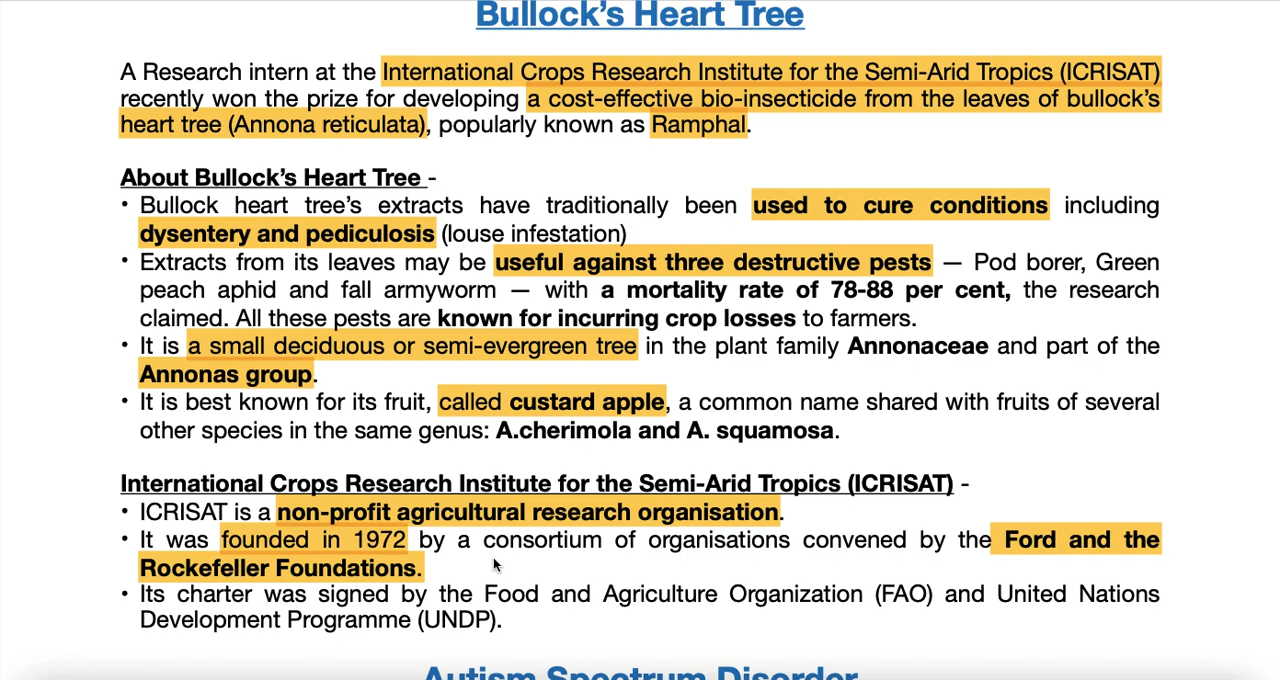 Bullock’s Heart Tree
A Research intern at the International Crops Research Institute for the Semi-Arid Tropics (ICRISAT)
recently won the prize for developing a cost-effective bio-insecticide from the leaves of bullock’s
heart tree (Annona reticulata), popularly known as Ramphal.
About Bullock’s Heart Tree -
• Bullock heart tree’s extracts have traditionally been used to cure conditions including
dysentery and pediculosis (louse infestation)
• Extracts from its leaves may be useful against three destructive pests — Pod borer, Green
peach aphid and fall armyworm — with a mortality rate of 78-88 per cent, the research
claimed. All these pests are known for incurring crop losses to farmers.
• It is a small deciduous or semi-evergreen tree in the plant family Annonaceae and part of the
Annonas group.
• It is best known for its fruit, called custard apple, a common name shared with fruits of several
other species in the same genus: A.cherimola and A. squamosa.
International Crops Research Institute for the Semi-Arid Tropics (ICRISAT) -
• ICRISAT is a non-profit agricultural research organisation.
• It was founded in 1972 by a consortium of organisations convened by the Ford and the
Rockefeller Foundations.
• Its charter was signed by the Food and Agriculture Organization (FAO) and United Nations
Development Programme (UNDP).
Autism Spectrum Disorder